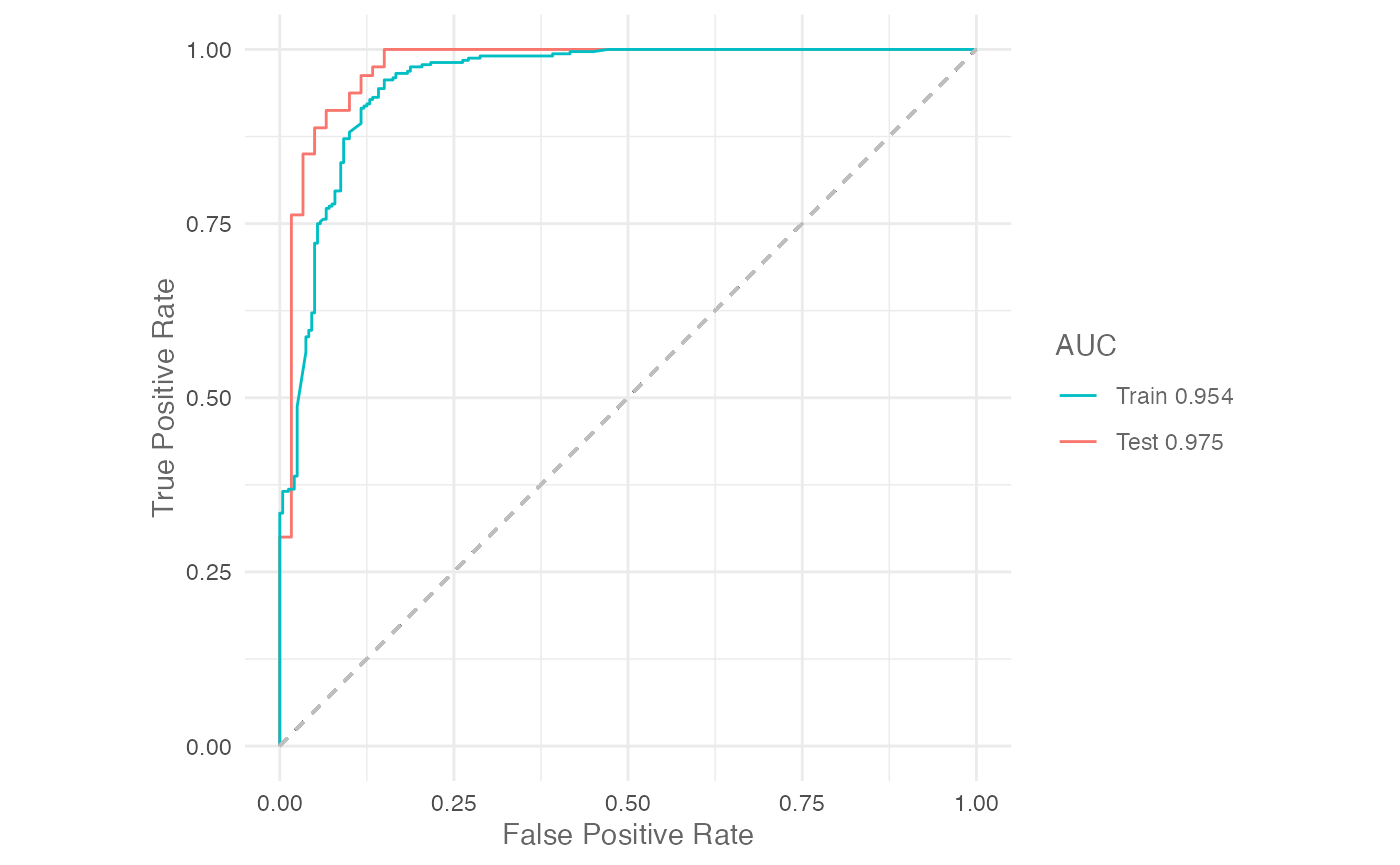 1.00
0.75
0.50
0.25
0.00
True Positive Rate
0.00 0.25 0.50 0.75 1.00
False Positive Rate
AUC
Train 0.954
Test 0.975